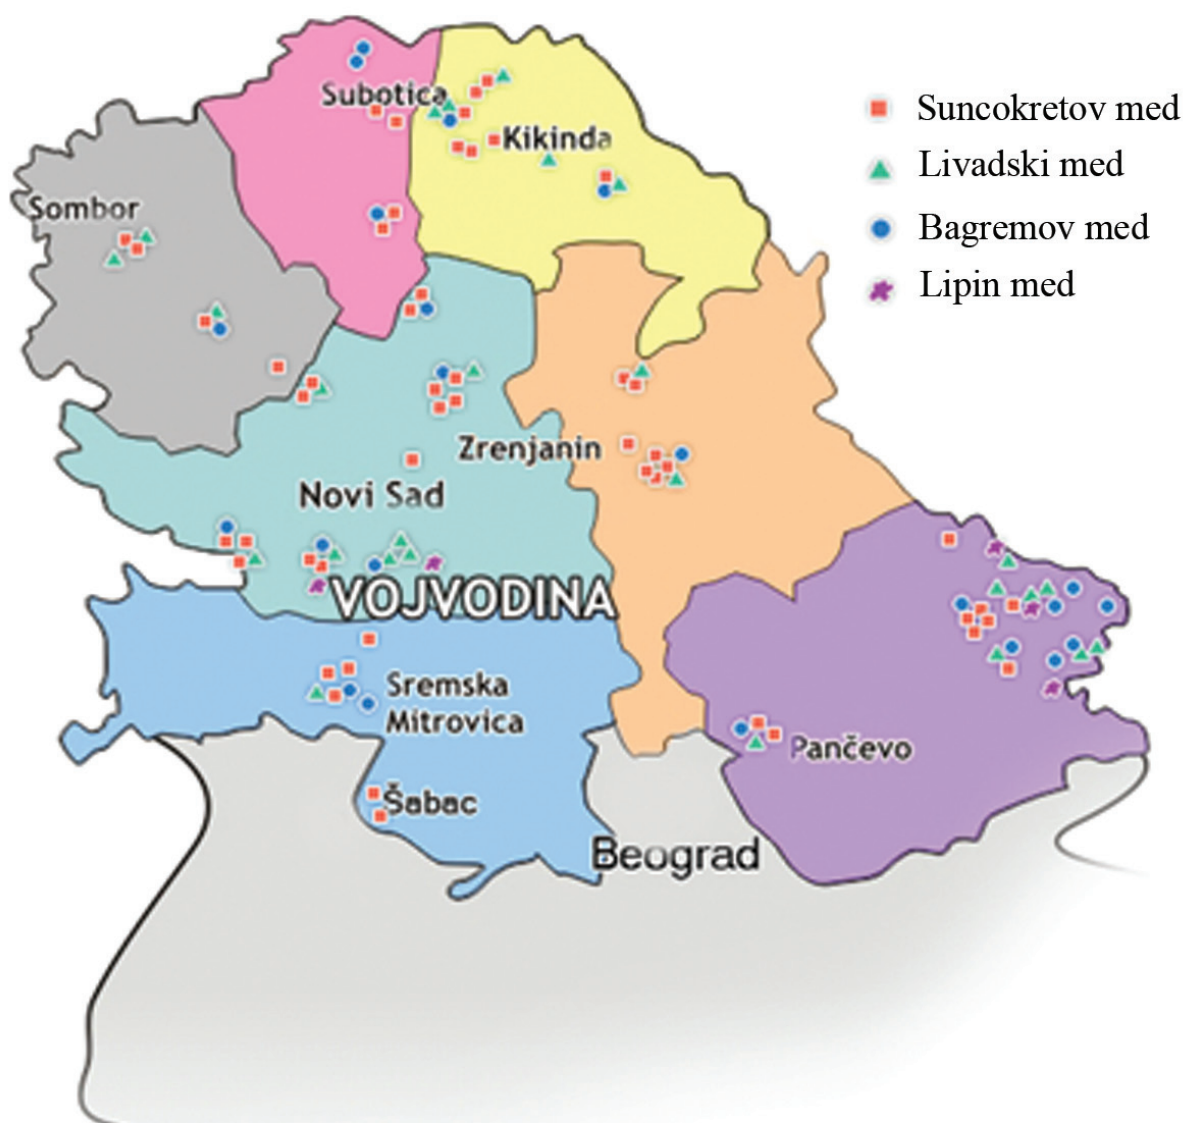 Subotica
Kikinda
Sombor
Zrenjanin
Novi Sad
VOJVODINA
Sremska
Mitrovica
Pančevo
Šabac
Beograd
Suncokretov med
Livadski med
Bagremov med
Lipin med